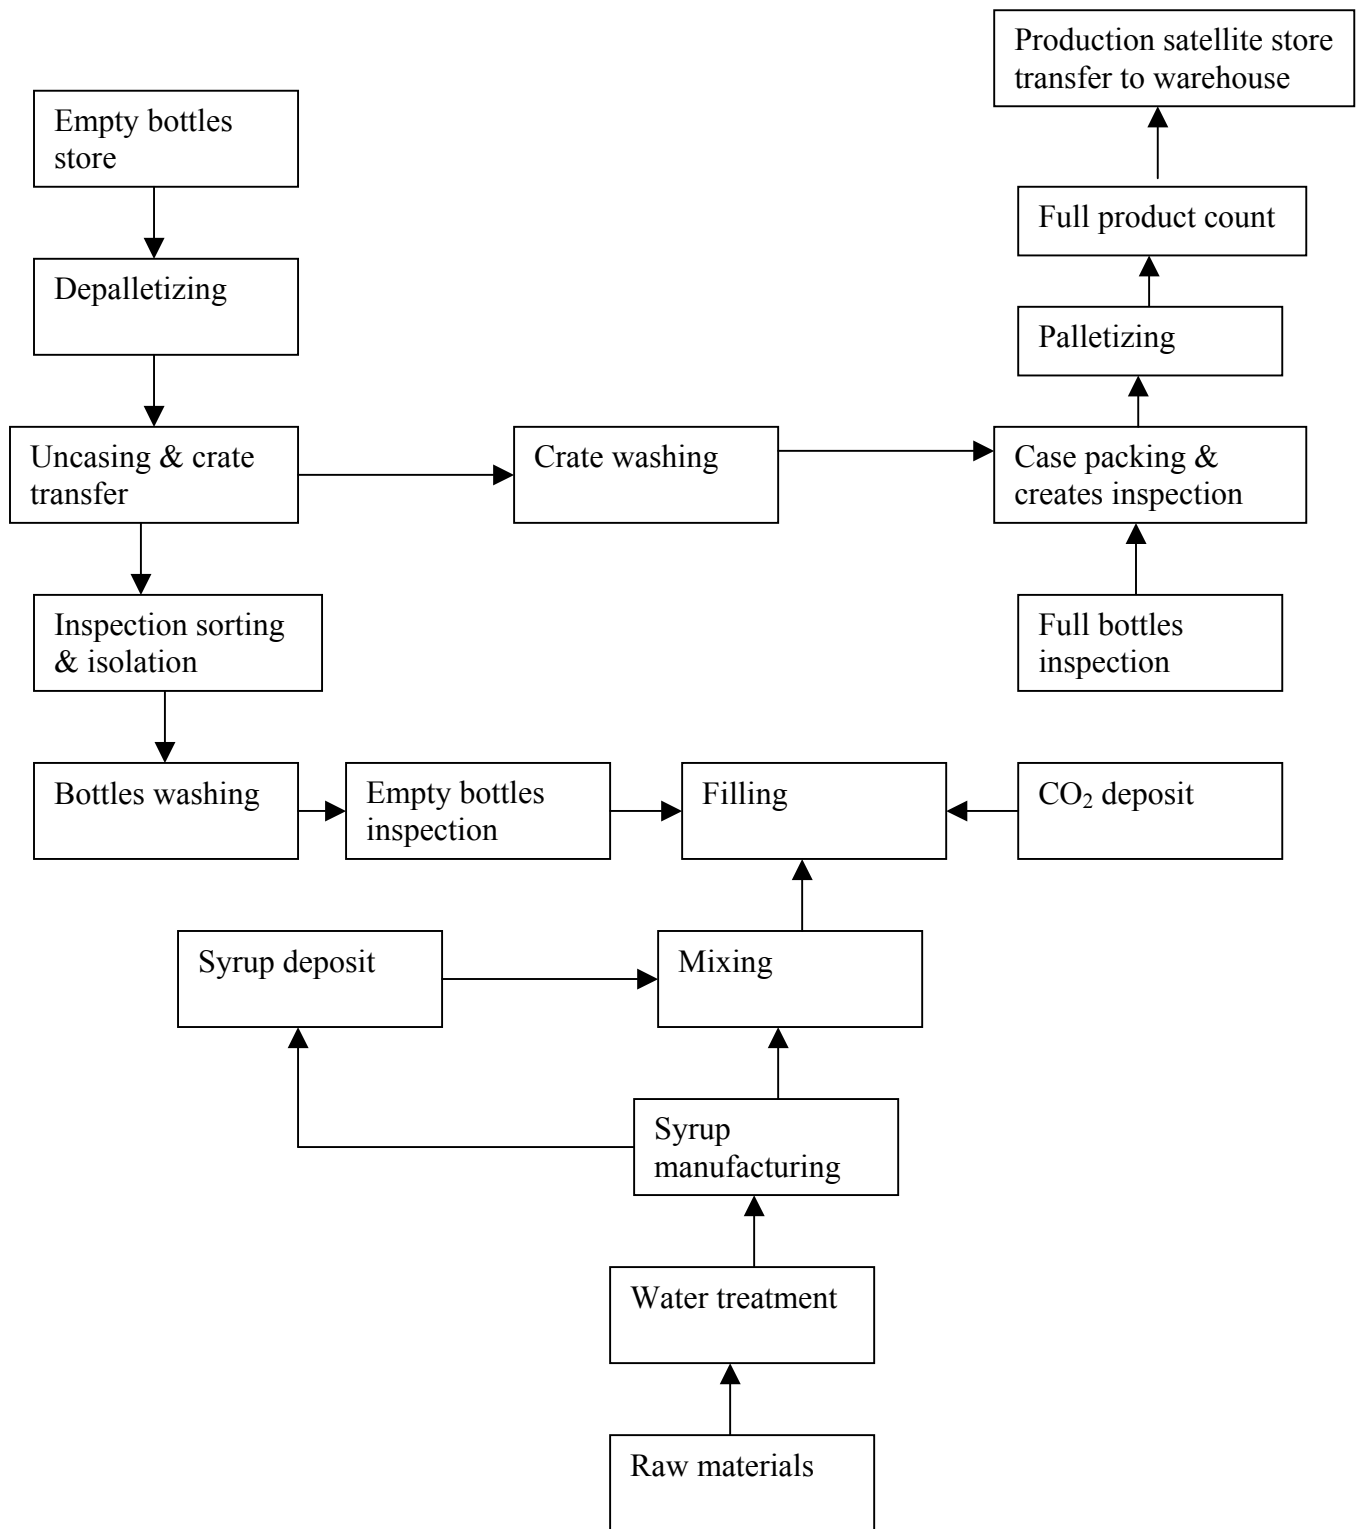 Production satellite store
transfer to warehouse
Empty bottles
store
Full product count
Depalletizing
Palletizing
Uncasing & crate
transfer
Crate washing
Case packing &
creates inspection
Inspection sorting
& isolation
Full bottles
inspection
Bottles washing
Empty bottles
inspection
Filling
CO₂ deposit
Syrup deposit
Mixing
Syrup
manufacturing
Water treatment
Raw materials